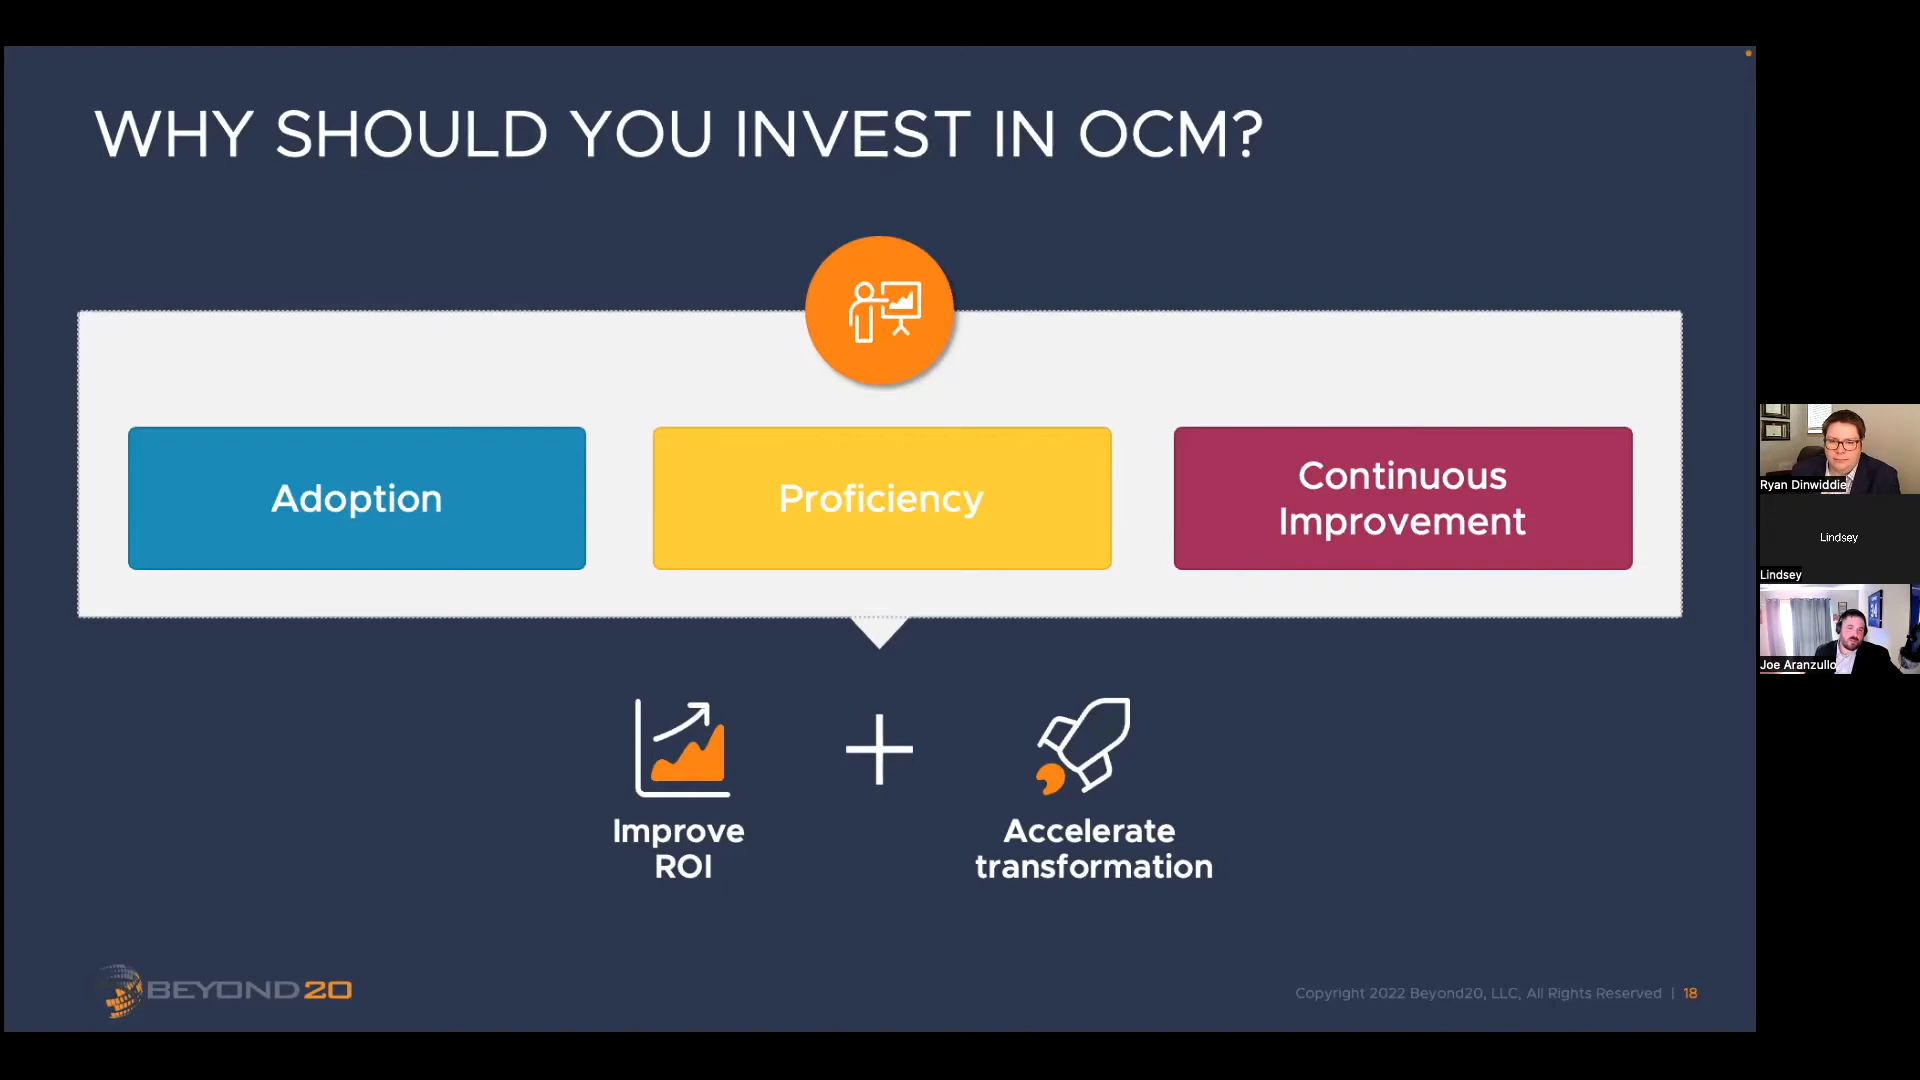 WHY SHOULD YOU INVEST IN OCM?
Adoption
Proficiency
Continuous
Improvement
Improve
ROI
Accelerate
transformation
BEYOND20
Copyright 2022 Beyond20, LLC, All Rights Reserved | 18
Ryan Dinwiddie
Lindsey
Lindsey
Joe Aranzullo